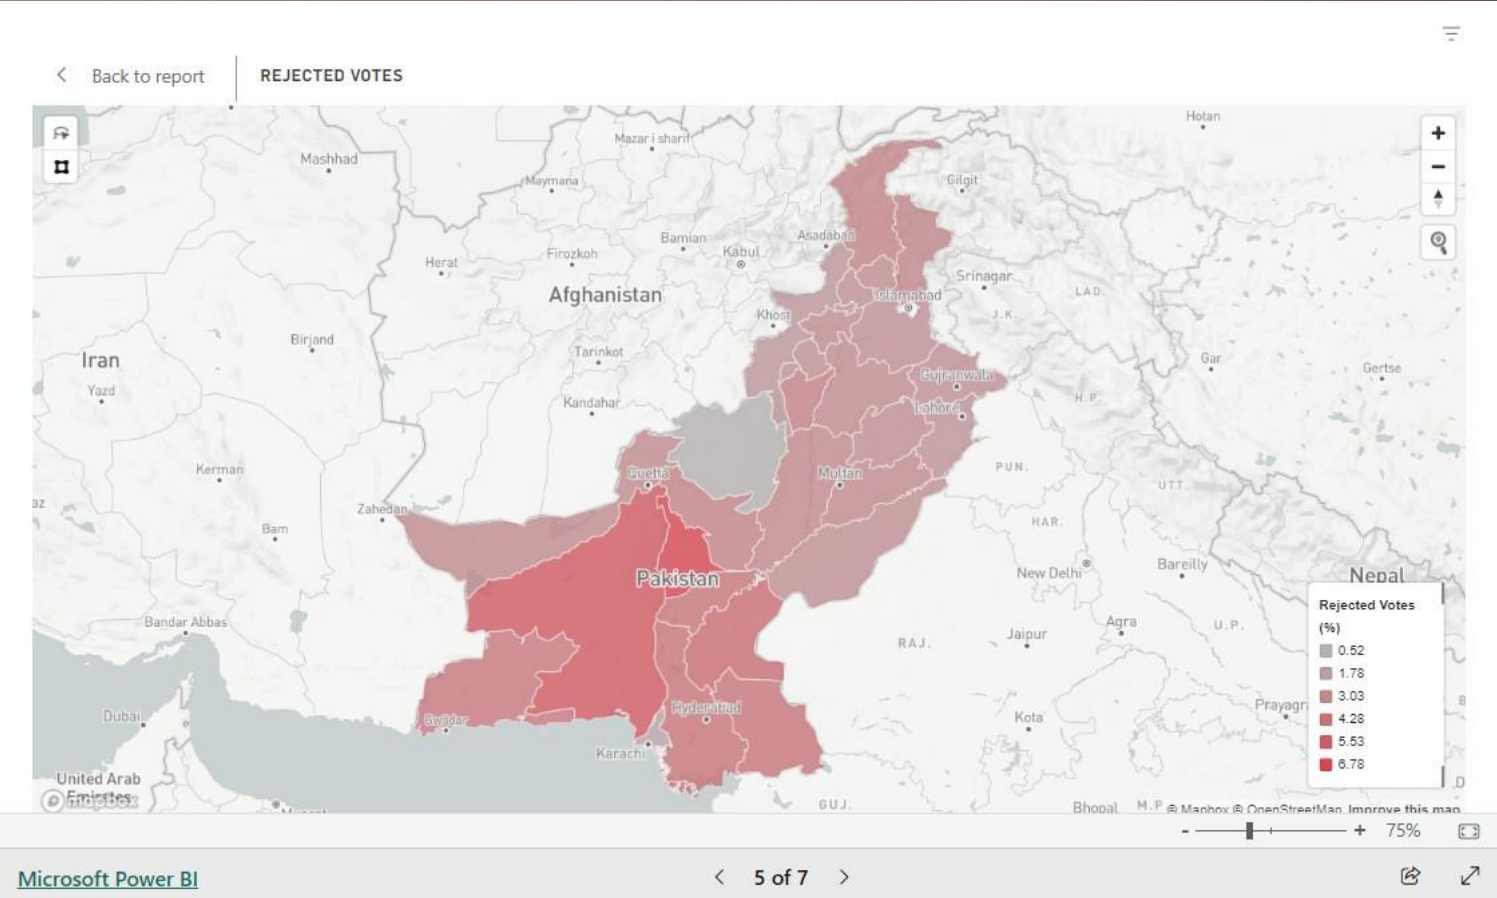 Back to report
REJECTED VOTES
Hotan
Mazar i sharif
Mashhad
Maymana
Gilgit
Asadabad
Bamian
Kabul
Firozkoh
Herat
Srinagar
LAD.
Islamabad
Afghanistan
J.K.
Khost
Birjand
Tarinkot
Gar
Iran
Gertse
Gujranwala
Yazd
H.P.
Kandahar
Lahore
PUN.
Kerman
Quetta
Multan
UTT.
az
Zahedan
HAR.
Bam
New Delhi
Bareilly
Nepal
Pakistan
Rejected Votes
(%)
0.52
1.78
3.03
4.28
5.53
6.78
Bandar Abbas
Agra
U.P.
Jaipur
RAJ.
Dubai
Gwadar
Hyderabad
Kota
Prayagr
B
Karachi
United Arab
Emirates
mapbox
D
GUJ.
Bhopal
M.P
© Mapbox © OpenStreetMap Improve this map
- + 75%
Microsoft Power BI
5 of 7